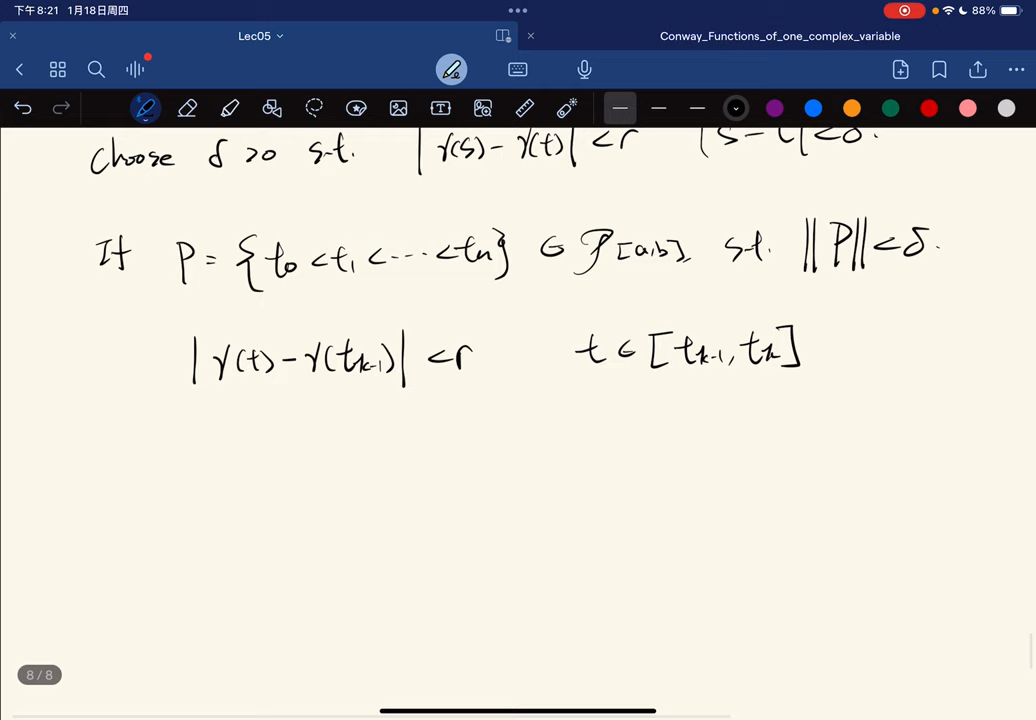 下午8:21 1月18日周四
88%
Lec05
Conway_Functions_of_one_complex_variable
Choose δ >0 s.t. |γ(s)-γ(t)| <r |s-t|<δ.
If P = {t₀ <t₁ <⋯ <tₙ} ∈ 𝒫[a,b], s.t. ||P||<δ.
|γ(t)-γ(tₖ₋₁)| <r t ∈ [tₖ₋₁, tₖ]
8 / 8